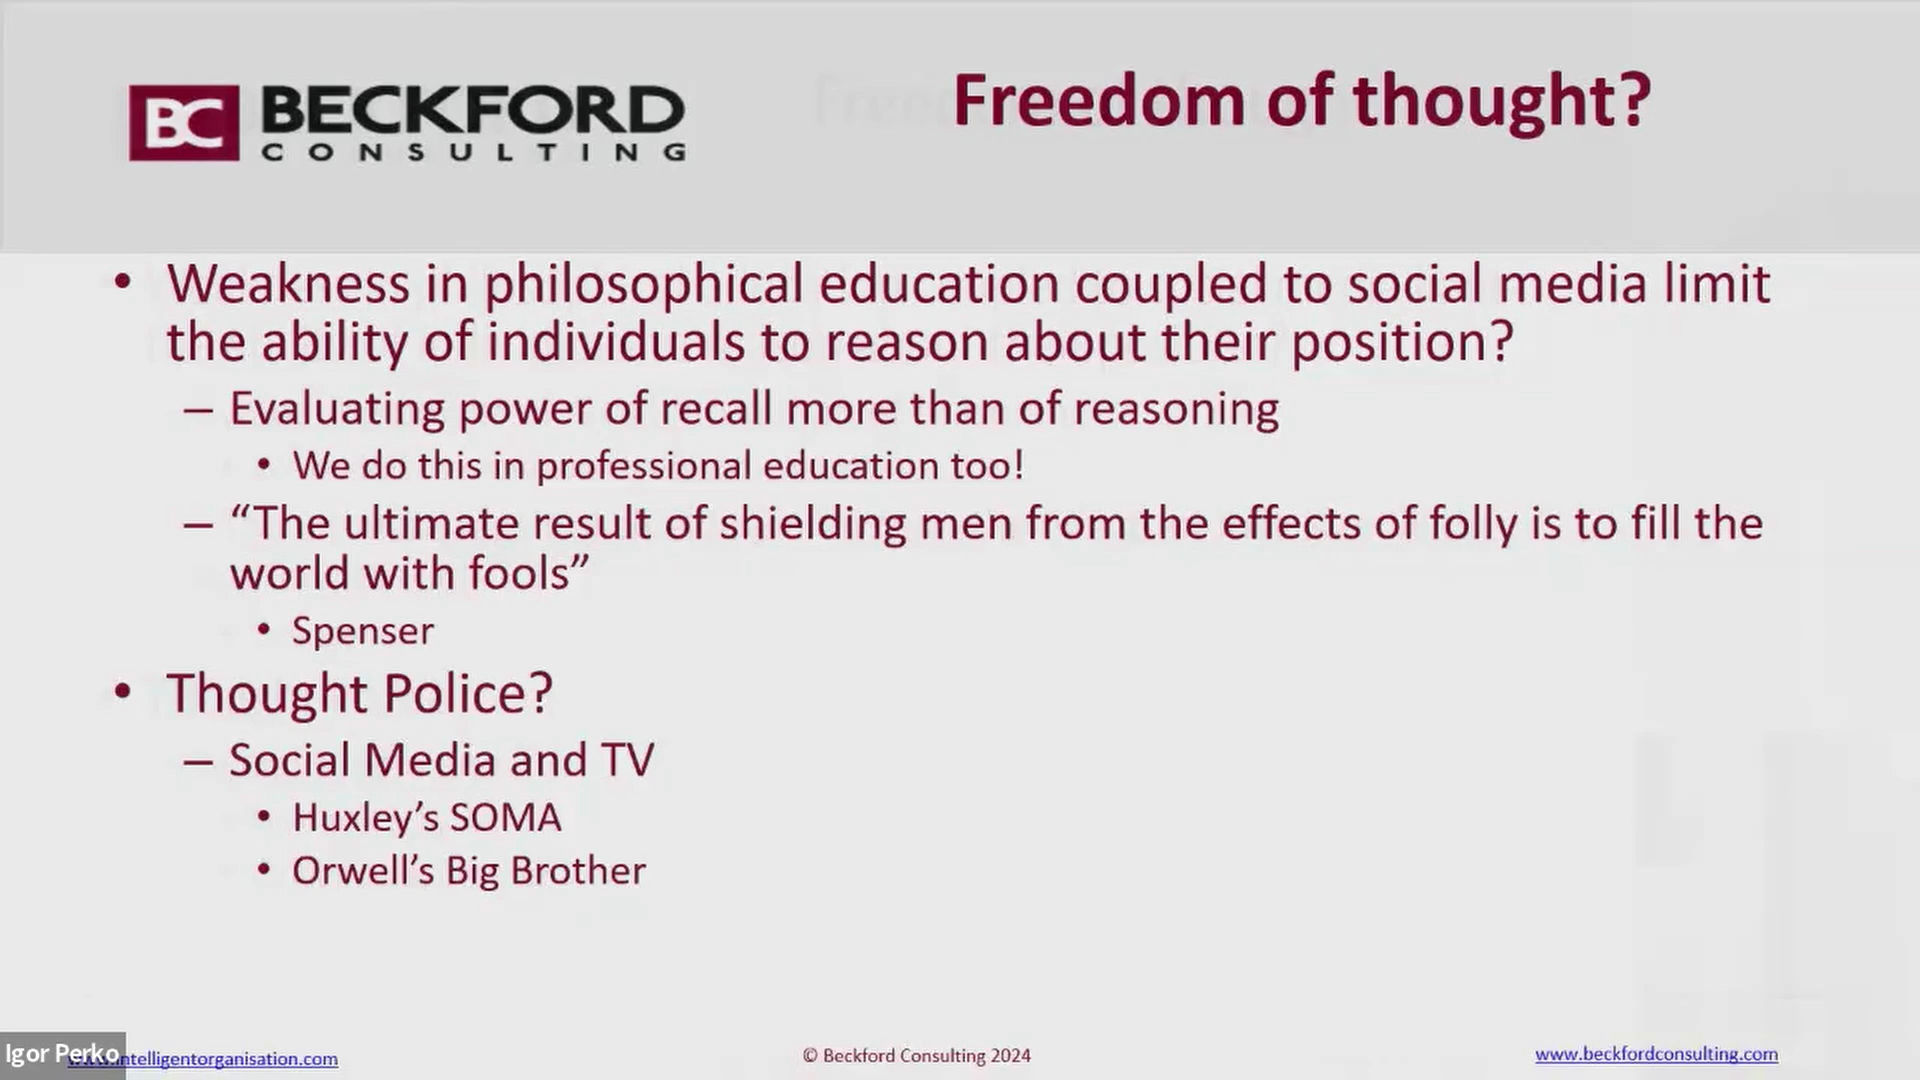 BC BECKFORD
CONSULTING
Freedom of thought?
• Weakness in philosophical education coupled to social media limit
the ability of individuals to reason about their position?
– Evaluating power of recall more than of reasoning
• We do this in professional education too!
– “The ultimate result of shielding men from the effects of folly is to fill the
world with fools”
• Spenser
• Thought Police?
– Social Media and TV
• Huxley’s SOMA
• Orwell’s Big Brother
Igor Perko
www.intelligentorganisation.com
© Beckford Consulting 2024
www.beckfordconsulting.com